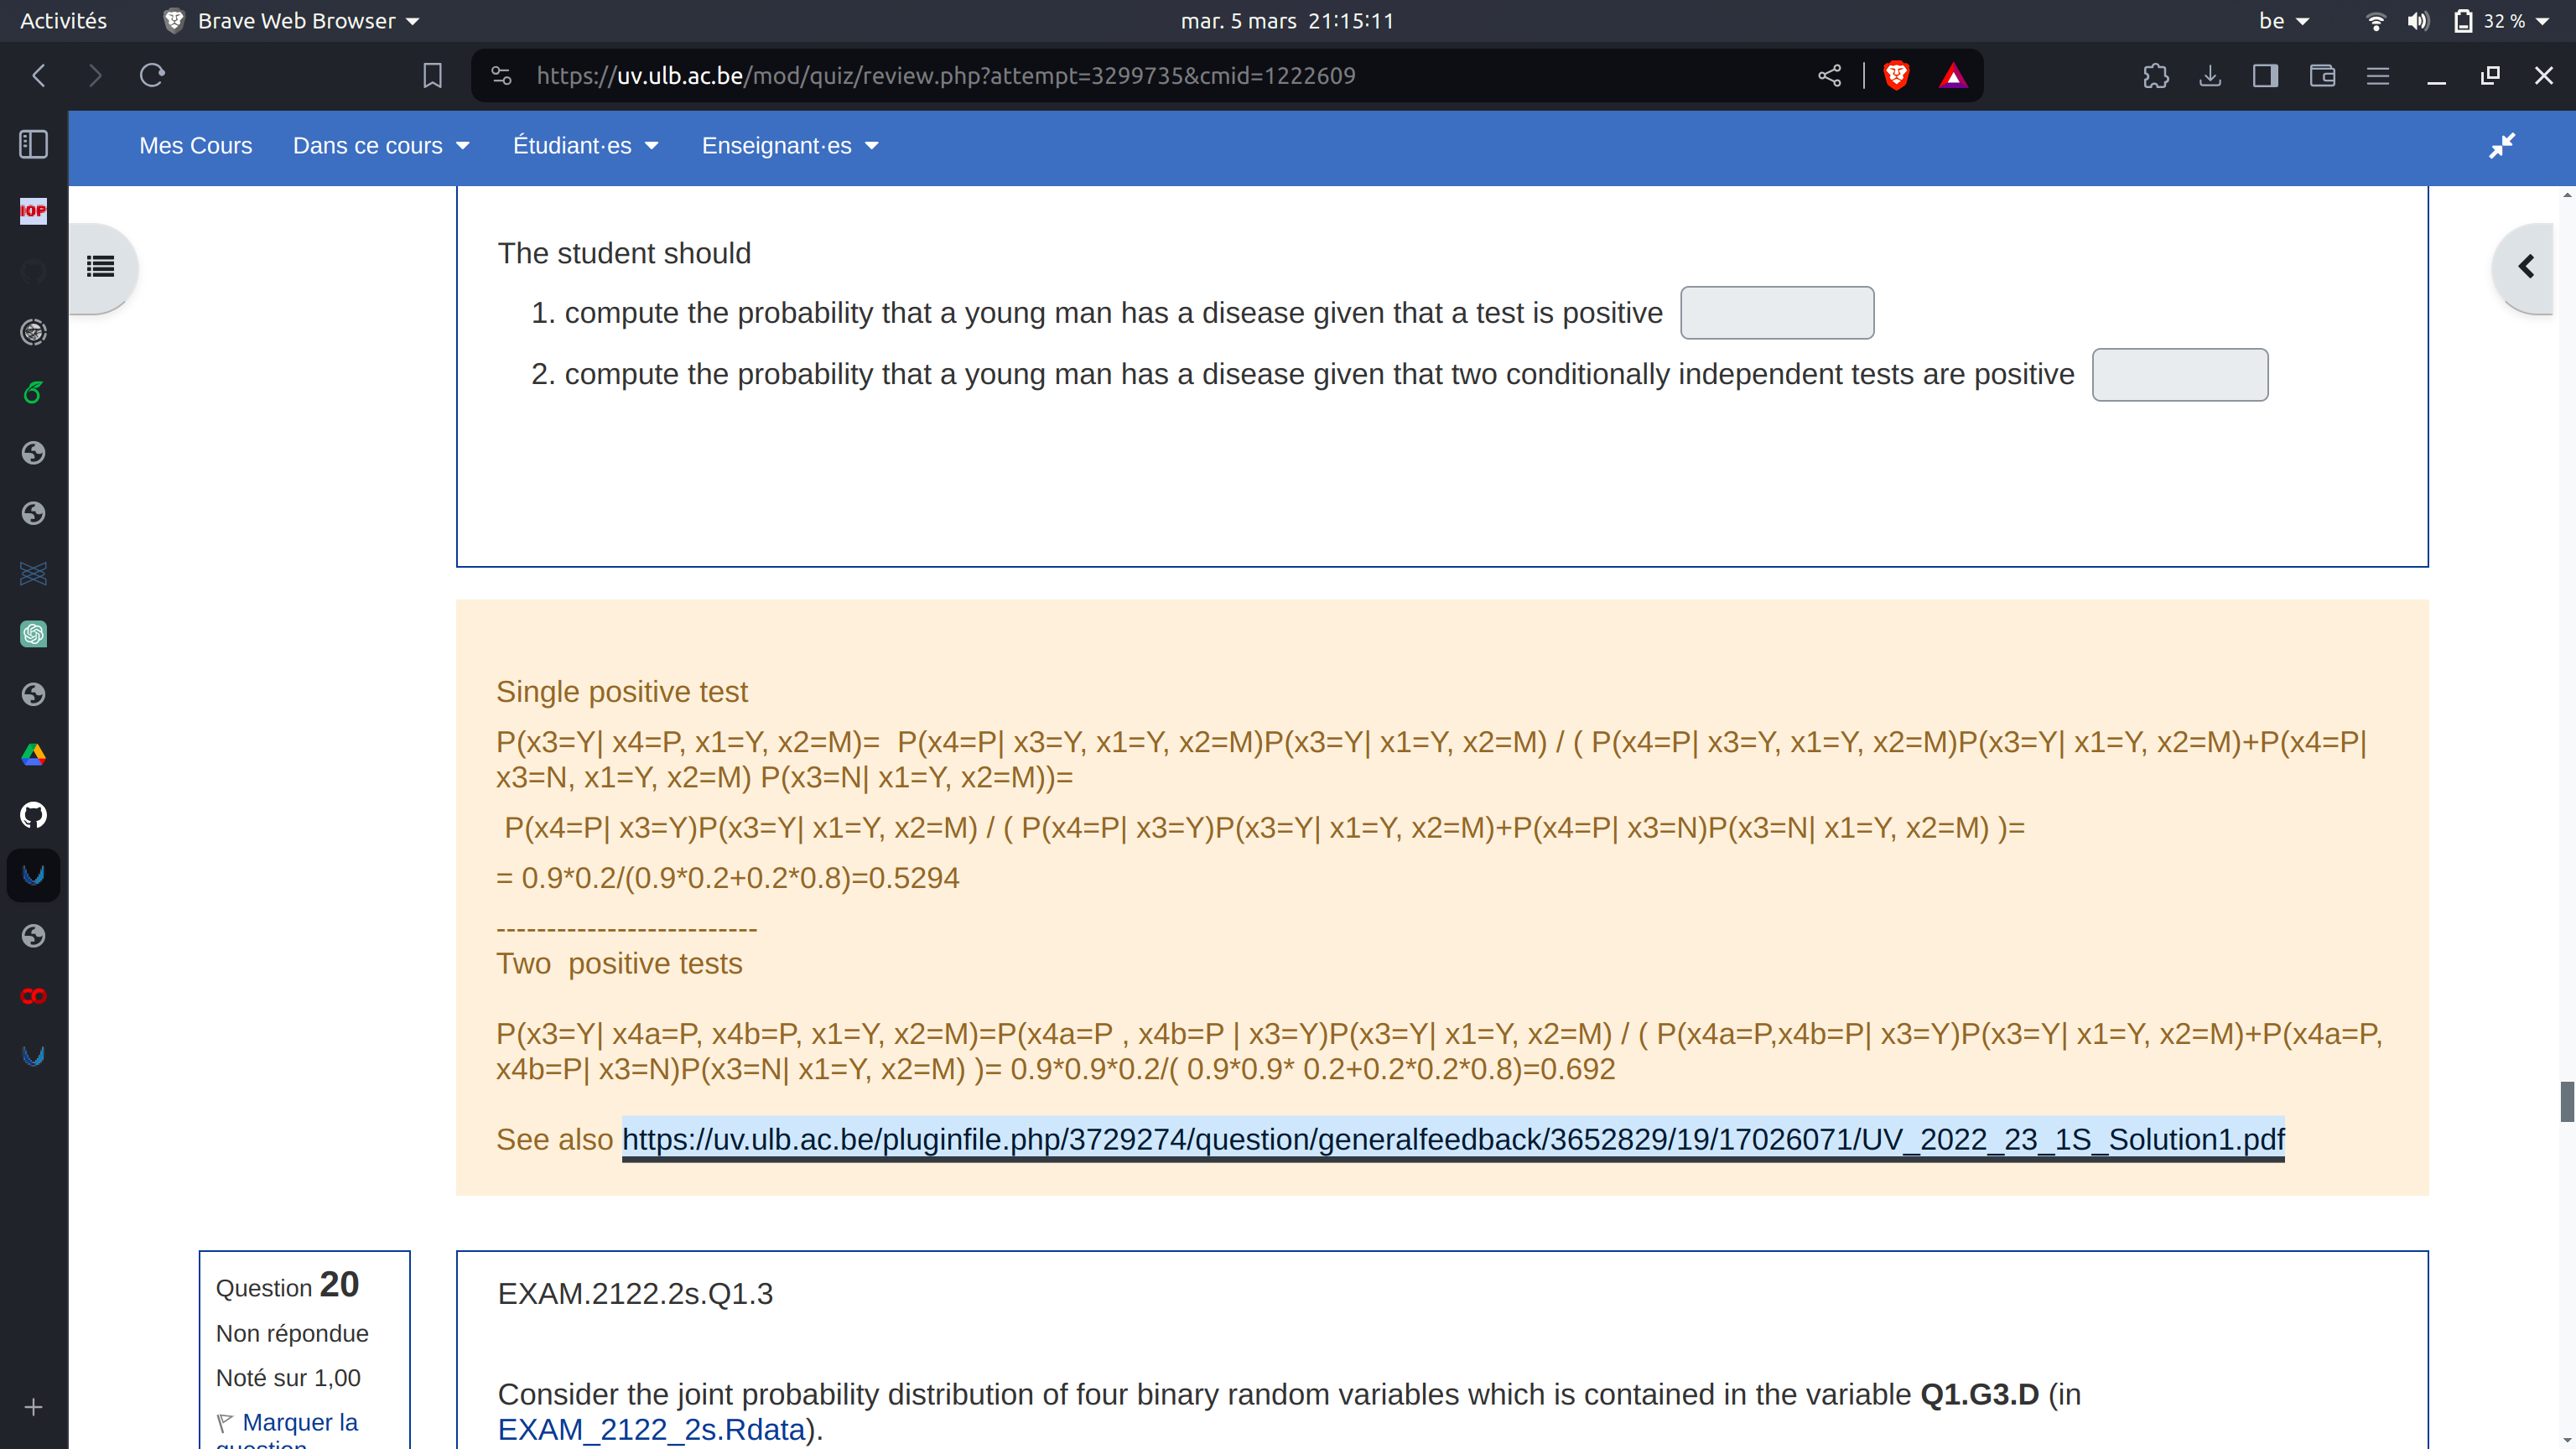 Activités
Brave Web Browser
mar. 5 mars 21:15:11
be
32 %
https://uv.ulb.ac.be/mod/quiz/review.php?attempt=3299735&cmid=1222609
Mes Cours
Dans ce cours
Étudiant·es
Enseignant·es
IOP
The student should
1. compute the probability that a young man has a disease given that a test is positive
2. compute the probability that a young man has a disease given that two conditionally independent tests are positive
Single positive test
P(x3=Y| x4=P, x1=Y, x2=M)= P(x4=P| x3=Y, x1=Y, x2=M)P(x3=Y| x1=Y, x2=M) / ( P(x4=P| x3=Y, x1=Y, x2=M)P(x3=Y| x1=Y, x2=M)+P(x4=P|
x3=N, x1=Y, x2=M) P(x3=N| x1=Y, x2=M))=
P(x4=P| x3=Y)P(x3=Y| x1=Y, x2=M) / ( P(x4=P| x3=Y)P(x3=Y| x1=Y, x2=M)+P(x4=P| x3=N)P(x3=N| x1=Y, x2=M) )=
= 0.9*0.2/(0.9*0.2+0.2*0.8)=0.5294
--------------------------
Two positive tests
P(x3=Y| x4a=P, x4b=P, x1=Y, x2=M)=P(x4a=P , x4b=P | x3=Y)P(x3=Y| x1=Y, x2=M) / ( P(x4a=P,x4b=P| x3=Y)P(x3=Y| x1=Y, x2=M)+P(x4a=P,
x4b=P| x3=N)P(x3=N| x1=Y, x2=M) )= 0.9*0.9*0.2/( 0.9*0.9* 0.2+0.2*0.2*0.8)=0.692
See also https://uv.ulb.ac.be/pluginfile.php/3729274/question/generalfeedback/3652829/19/17026071/UV_2022_23_1S_Solution1.pdf
Question 20
Non répondue
Noté sur 1,00
Marquer la
question
EXAM.2122.2s.Q1.3
Consider the joint probability distribution of four binary random variables which is contained in the variable Q1.G3.D (in
EXAM_2122_2s.Rdata).